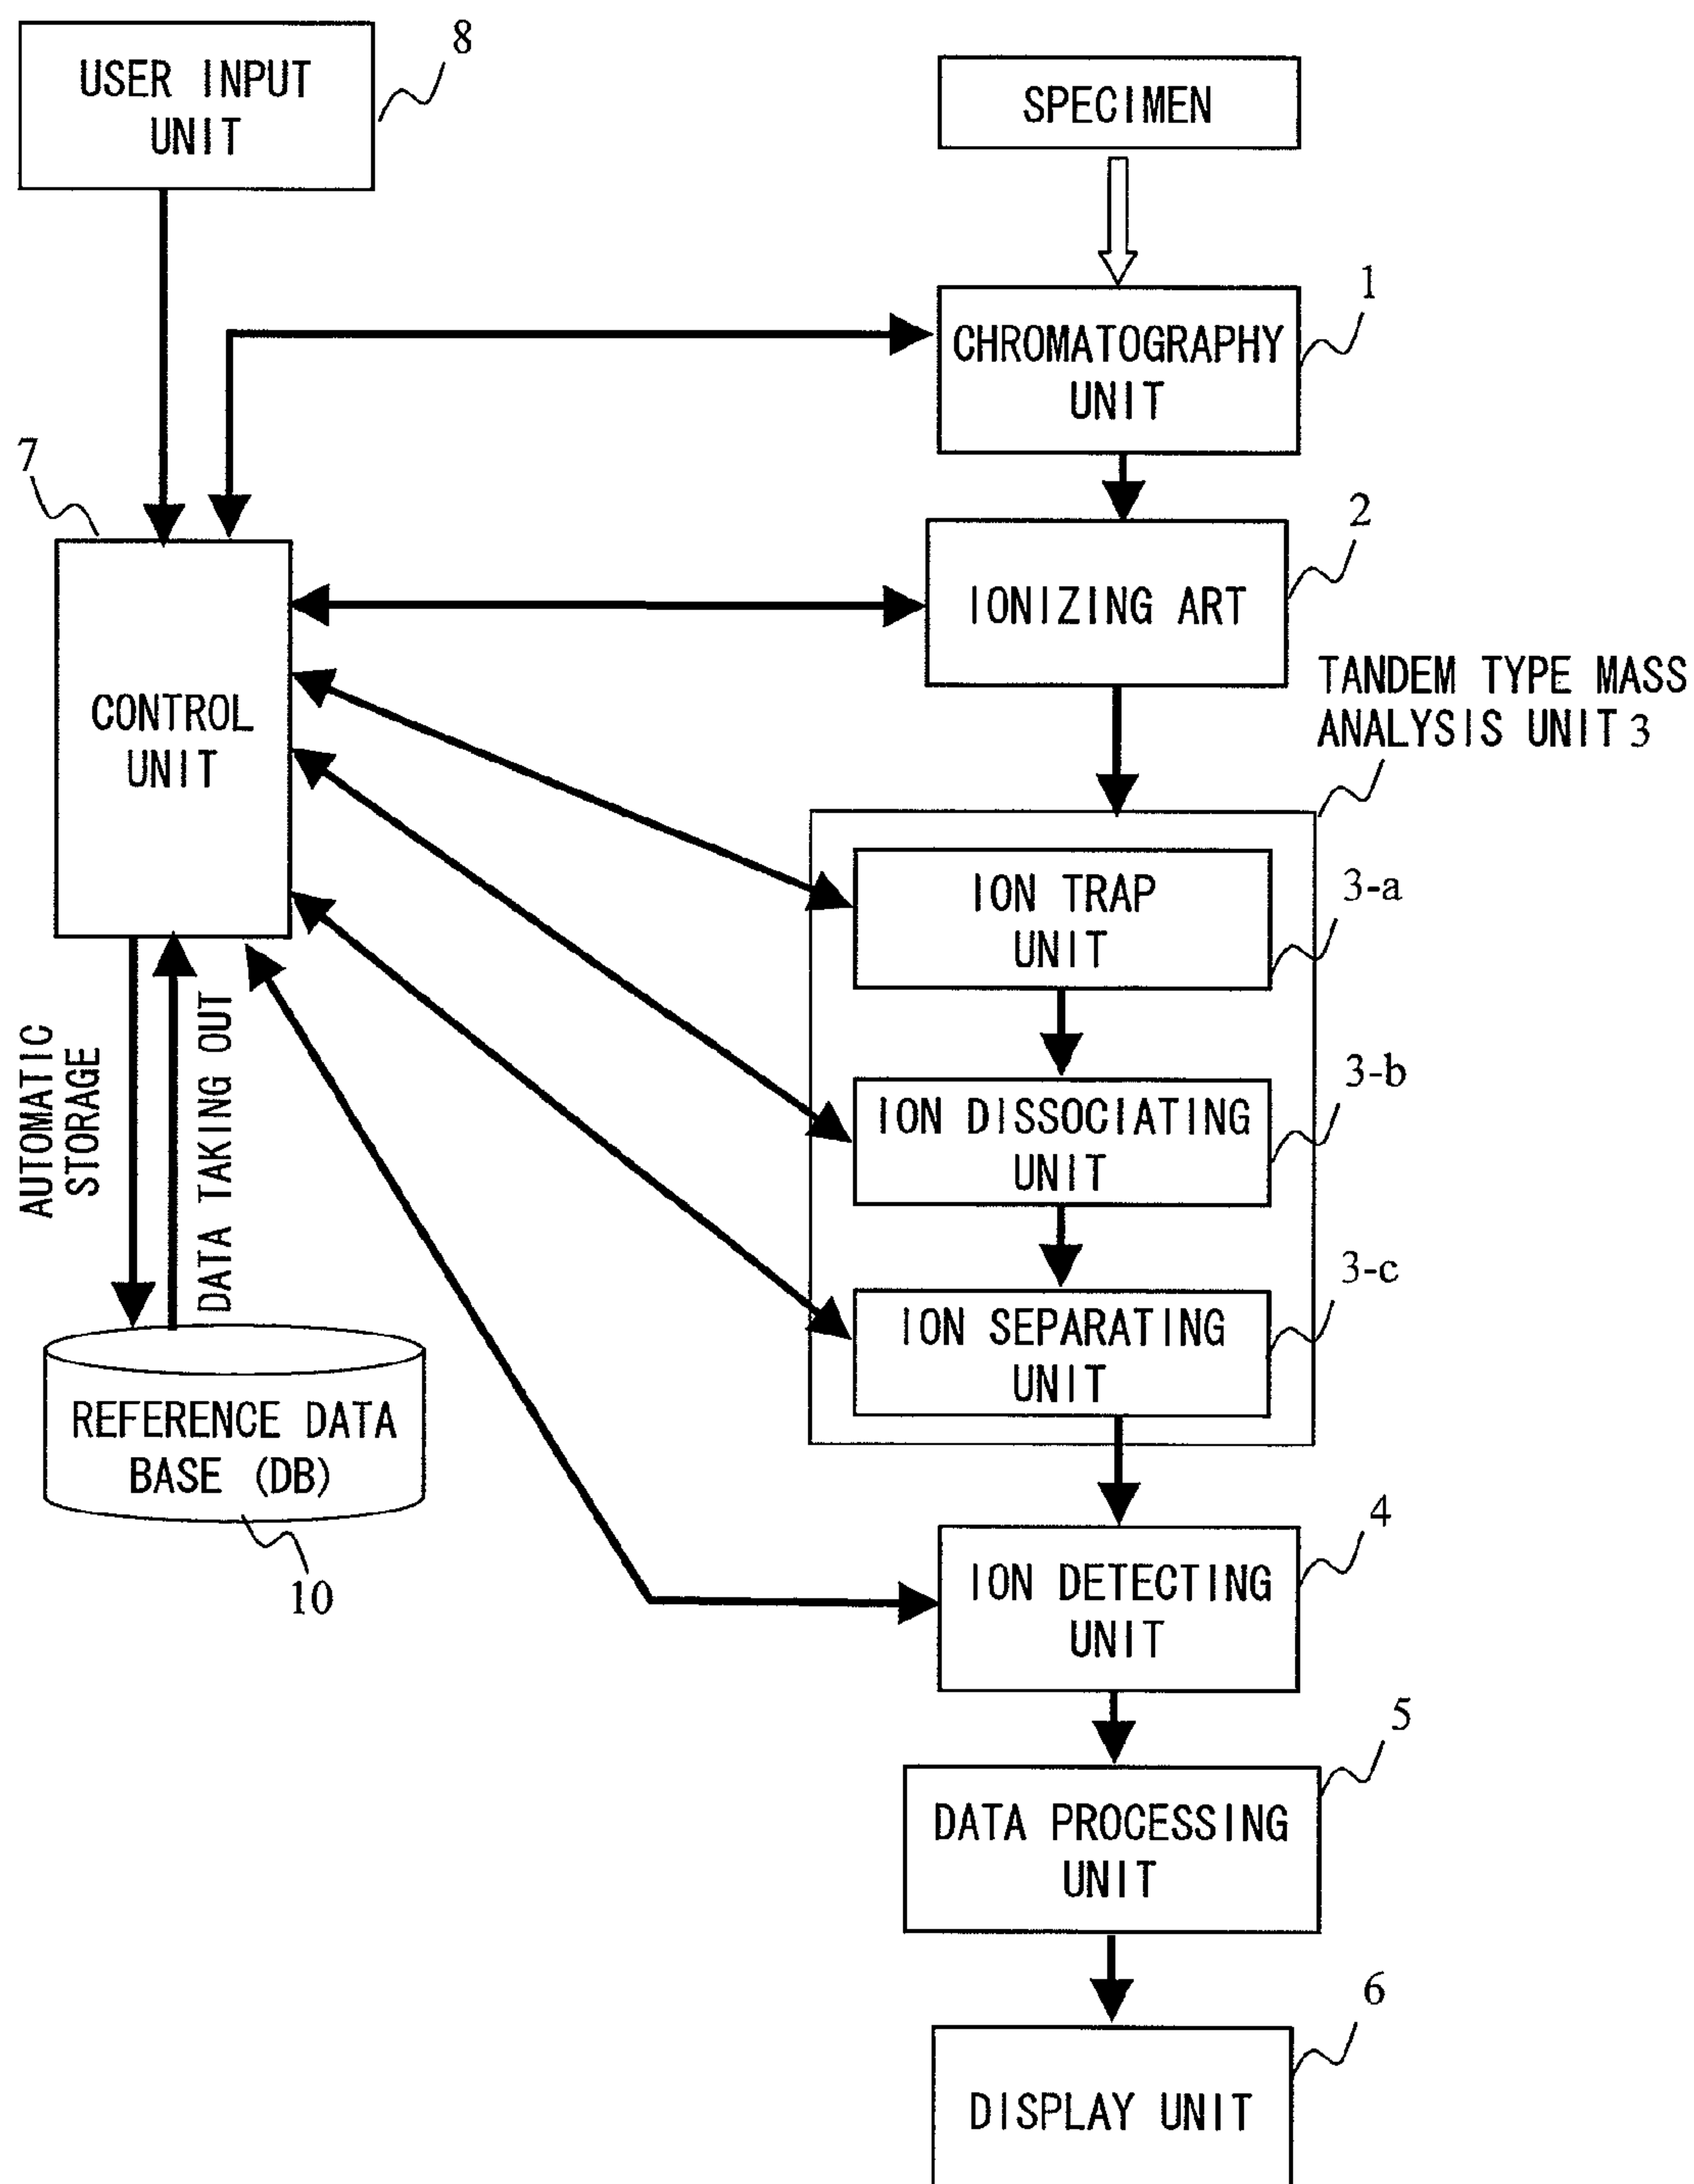 USER INPUT
UNIT
8
SPECIMEN
1
CHROMATOGRAPHY
UNIT
7
2
IONIZING ART
CONTROL
UNIT
TANDEM TYPE MASS
ANALYSIS UNIT 3
ION TRAP
UNIT
3-a
AUTOMATIC
STORAGE
DATA TAKING OUT
ION DISSOCIATING
UNIT
3-b
ION SEPARATING
UNIT
3-c
REFERENCE DATA
BASE (DB)
10
ION DETECTING
UNIT
4
DATA PROCESSING
UNIT
5
6
DISPLAY UNIT